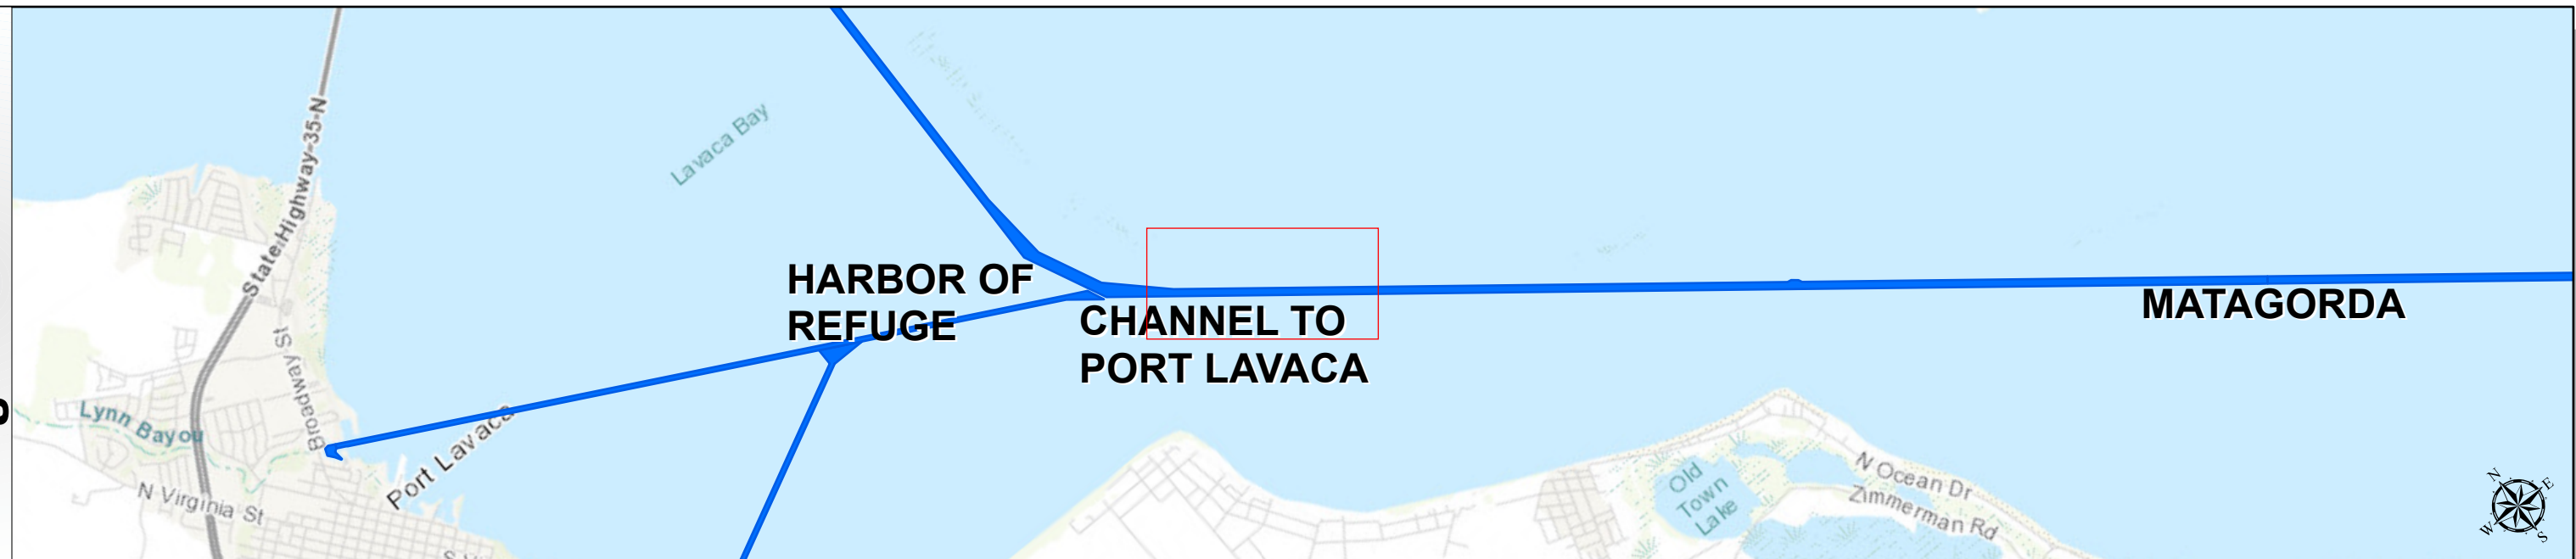 State-Highway-35-N
Lavaca Bay
HARBOR OF
REFUGE
CHANNEL TO
PORT LAVACA
MATAGORDA
Broadway-St
Lynn Bayou
Port Lavaca
N Virginia St
Old
Town
Lake
N Ocean Dr
Zimmerman Rd
N
E
W
S